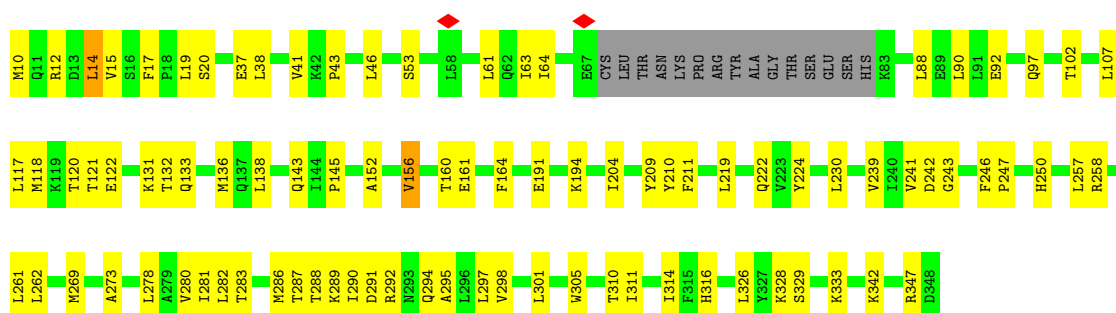 M10 Q11 R12 D13 L14 V15 S16 F17 P18 L19 S20 E37 L38 V41 K42 P43 L46 S53 L58 L61 Q62 I63 I64 E67 CYS LEU THR ASN LYS PRO ARG TYR ALA GLY THR SER GLU SER HIS K83 L88 E89 L90 L91 E92 Q97 T102 L107
L117 M118 K119 T120 T121 E122 K131 T132 Q133 M136 Q137 L138 Q143 I144 P145 A152 V156 T160 E161 F164 E191 K194 I204 Y209 Y210 F211 L219 Q222 V223 Y224 L230 V239 I240 V241 D242 G243 F246 P247 H250 L257 R258
L261 L262 M269 A273 L278 A279 V280 I281 L282 T283 M286 T287 T288 K289 I290 D291 R292 N293 Q294 A295 L296 L297 V298 L301 W305 T310 I311 I314 F315 H316 L326 Y327 K328 S329 K333 K342 R347 D348